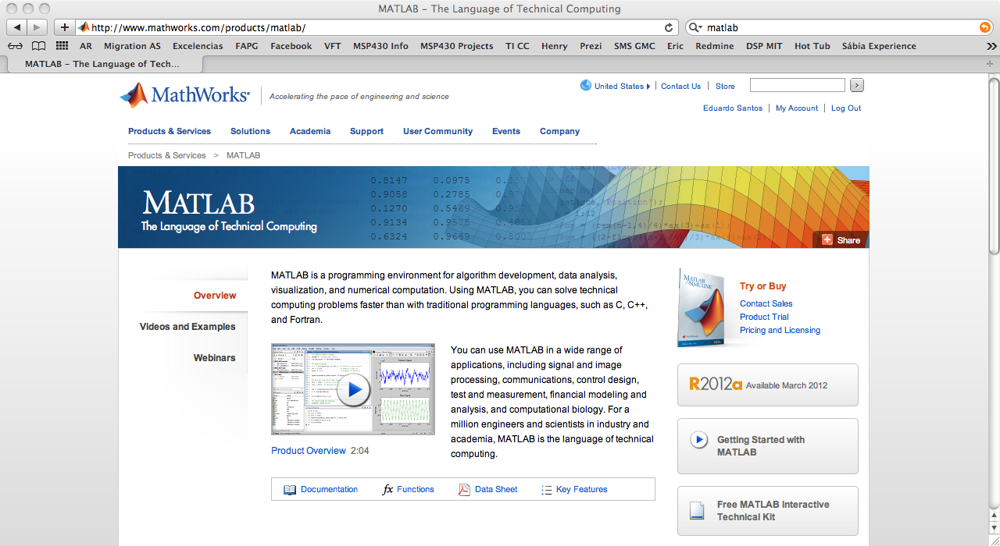 MATLAB – The Language of Technical Computing
http://www.mathworks.com/products/matlab/
matlab
AR Migration AS Excelencias FAPG Facebook VFT MSP430 Info MSP430 Projects TI CC Henry Prezi SMS GMC Eric Redmine DSP MIT Hot Tub Sábia Experience
MATLAB – The Language of Tech...
MathWorks®
Accelerating the pace of engineering and science
United States Contact Us Store
Eduardo Santos My Account Log Out
Products & Services Solutions Academia Support User Community Events Company
Products & Services > MATLAB
0.8147 0.0975
0.9058 0.2785
0.1270 0.5469
0.9134 0.9575
0.6324 0.9649
MATLAB
The Language of Technical Computing
Share
Overview
Videos and Examples
Webinars
MATLAB is a programming environment for algorithm development, data analysis,
visualization, and numerical computation. Using MATLAB, you can solve technical
computing problems faster than with traditional programming languages, such as C, C++,
and Fortran.
Product Overview 2:04
You can use MATLAB in a wide range of
applications, including signal and image
processing, communications, control design,
test and measurement, financial modeling and
analysis, and computational biology. For a
million engineers and scientists in industry and
academia, MATLAB is the language of technical
computing.
Documentation fx Functions Data Sheet Key Features
MATLAB
& SIMULINK
MathWorks
Try or Buy
Contact Sales
Product Trial
Pricing and Licensing
R2012a Available March 2012
Getting Started with
MATLAB
Free MATLAB Interactive
Technical Kit